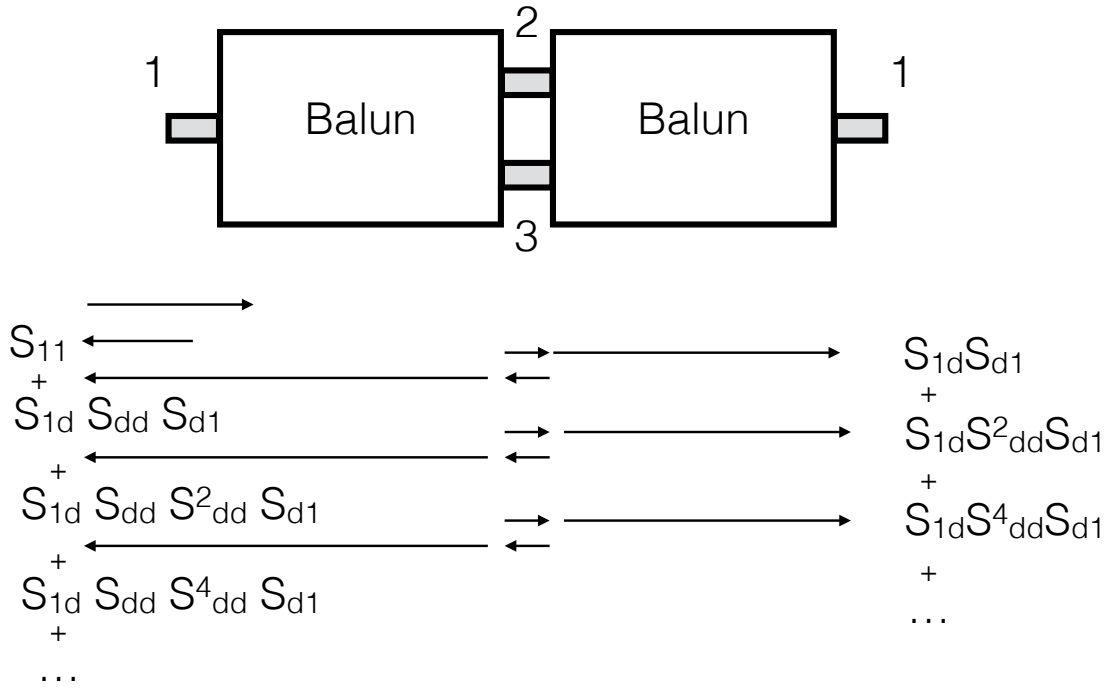 2
1
1
Balun
Balun
3
S₁₁
S₁dSd₁
+
+
S₁d Sdd Sd₁
S₁dS²ddSd₁
+
+
S₁d Sdd S²dd Sd₁
S₁dS⁴ddSd₁
+
+
S₁d Sdd S⁴dd Sd₁
...
+
...